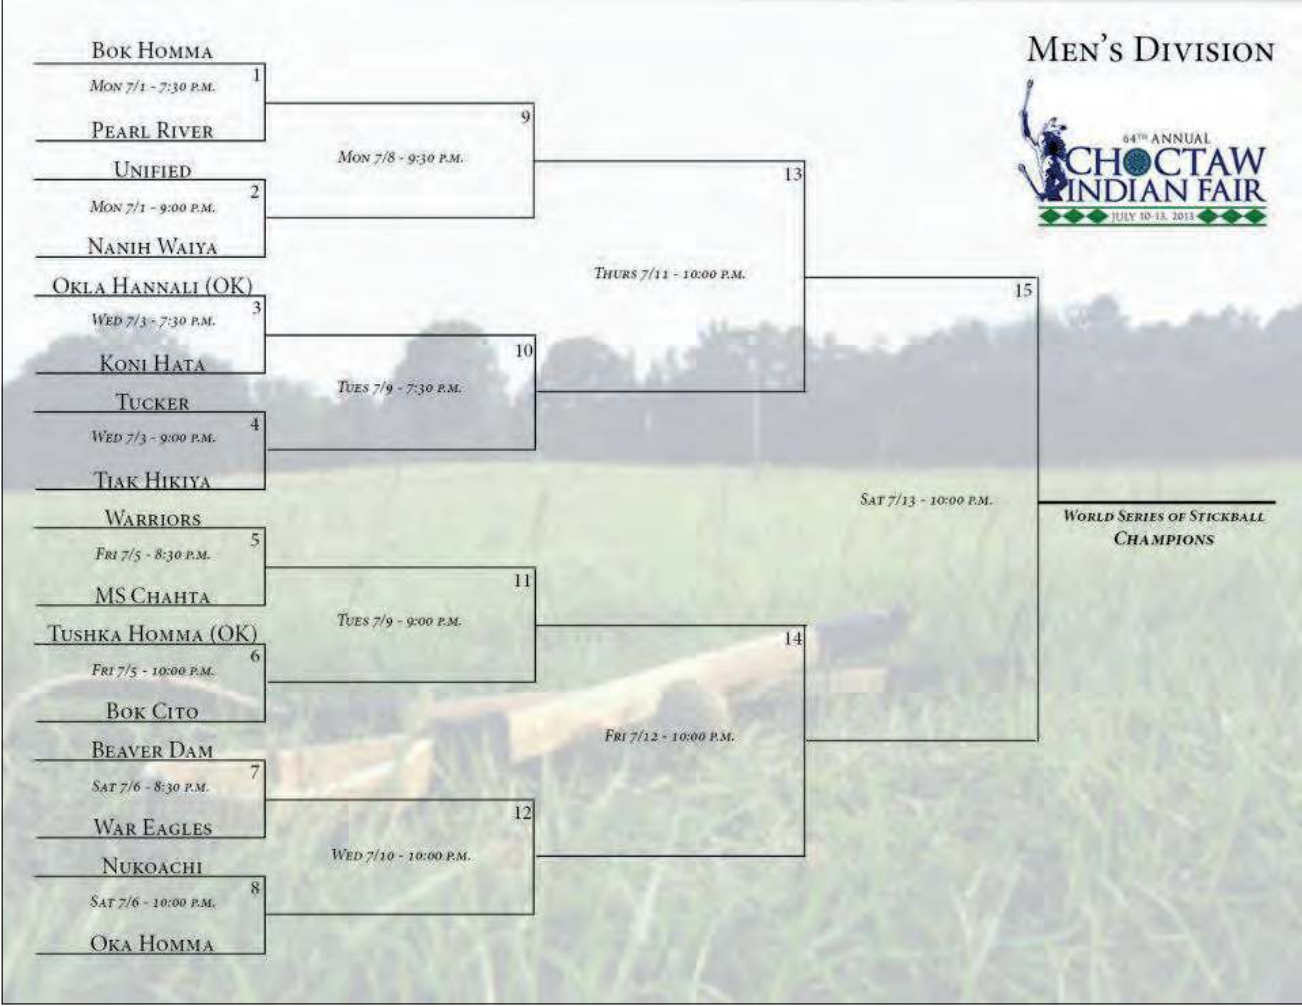 MEN'S DIVISION
64TH ANNUAL
CHOCTAW
INDIAN FAIR
JULY 10-13, 2013
BOK HOMMA
1
MON 7/1 - 7:30 P.M.
PEARL RIVER
UNIFIED
2
MON 7/1 - 9:00 P.M.
NANIH WAIYA
OKLA HANNALI (OK)
3
WED 7/3 - 7:30 P.M.
KONI HATA
TUCKER
4
WED 7/3 - 9:00 P.M.
TIAK HIKIYA
WARRIORS
5
FRI 7/5 - 8:30 P.M.
MS CHAHTA
TUSHKA HOMMA (OK)
6
FRI 7/5 - 10:00 P.M.
BOK CITO
BEAVER DAM
7
SAT 7/6 - 8:30 P.M.
WAR EAGLES
NUKOACHI
8
SAT 7/6 - 10:00 P.M.
OKA HOMMA
9
MON 7/8 - 9:30 P.M.
10
TUES 7/9 - 7:30 P.M.
11
TUES 7/9 - 9:00 P.M.
12
WED 7/10 - 10:00 P.M.
13
THURS 7/11 - 10:00 P.M.
14
FRI 7/12 - 10:00 P.M.
15
SAT 7/13 - 10:00 P.M.
WORLD SERIES OF STICKBALL
CHAMPIONS